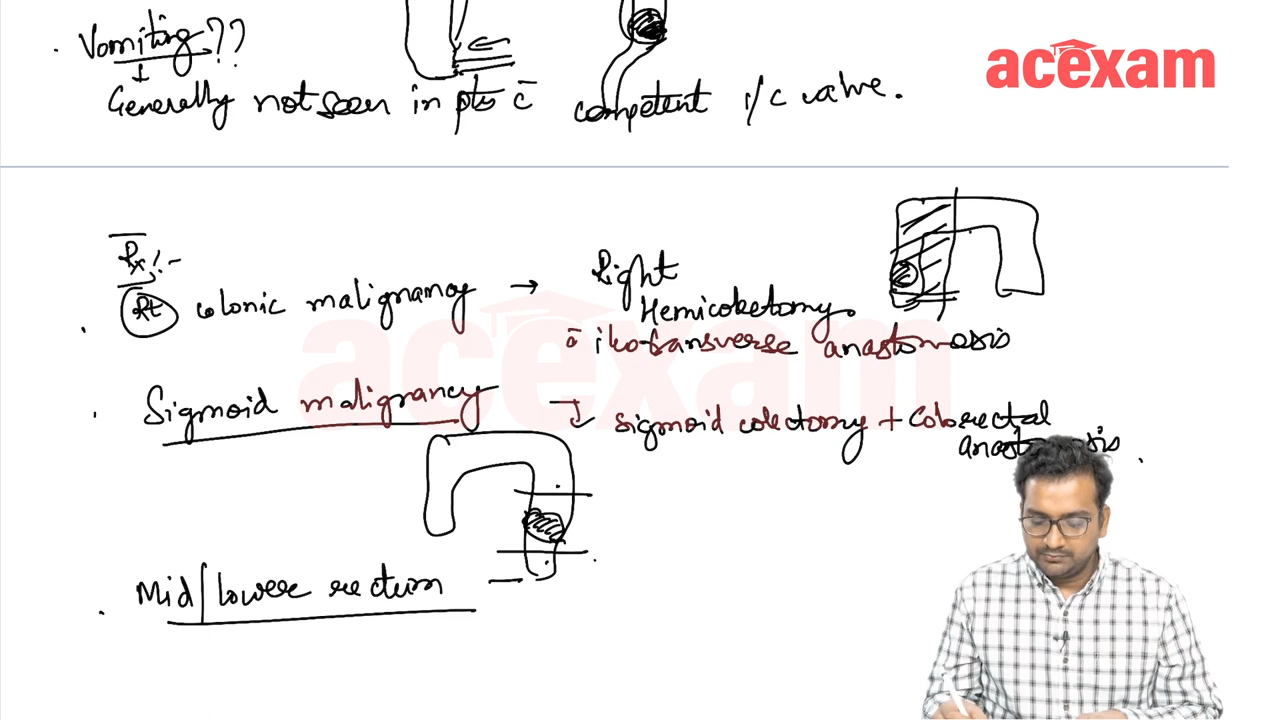 . Vomiting??
acexam
↓
Generally not seen in pts c̄ competent i/c valve.
Rx:-
. Rt colonic malignancy → Right Hemicolectomy.
c̄ ileo-transverse anastomosis
acexam
. Sigmoid malignancy → sigmoid colectomy + Colorectal
anastomosis.
. Mid/lower rectum —